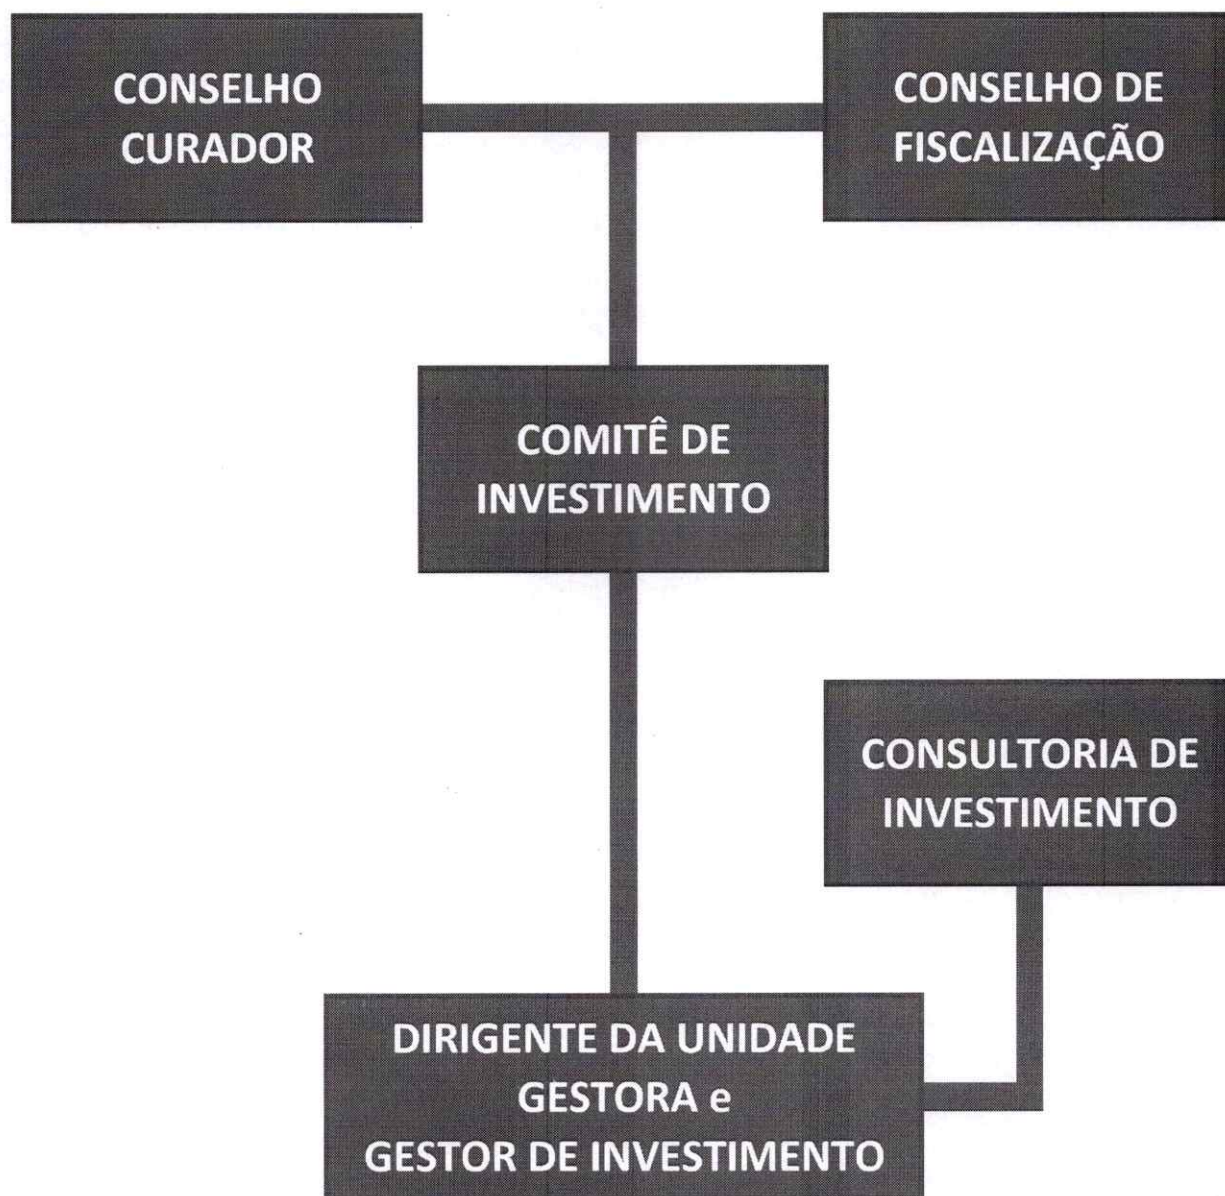 CONSELHO
CURADOR
CONSELHO DE
FISCALIZAÇÃO
COMITÊ DE
INVESTIMENTO
CONSULTORIA DE
INVESTIMENTO
DIRIGENTE DA UNIDADE
GESTORA e
GESTOR DE INVESTIMENTO